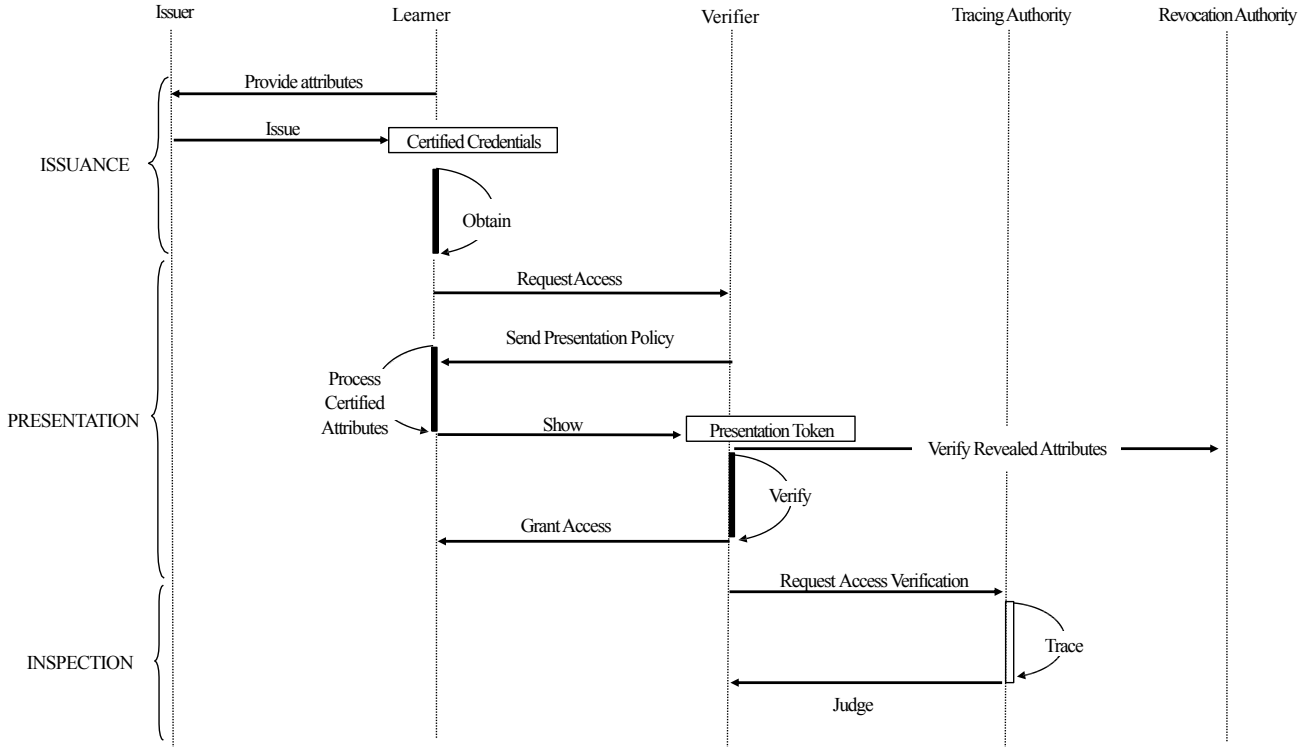 Issuer
Learner
Verifier
Tracing Authority
Revocation Authority
Provide attributes
Issue
Certified Credentials
ISSUANCE
Obtain
Request Access
Send Presentation Policy
Process
Certified
Attributes
PRESENTATION
Show
Presentation Token
Verify Revealed Attributes
Verify
Grant Access
Request Access Verification
Trace
INSPECTION
Judge